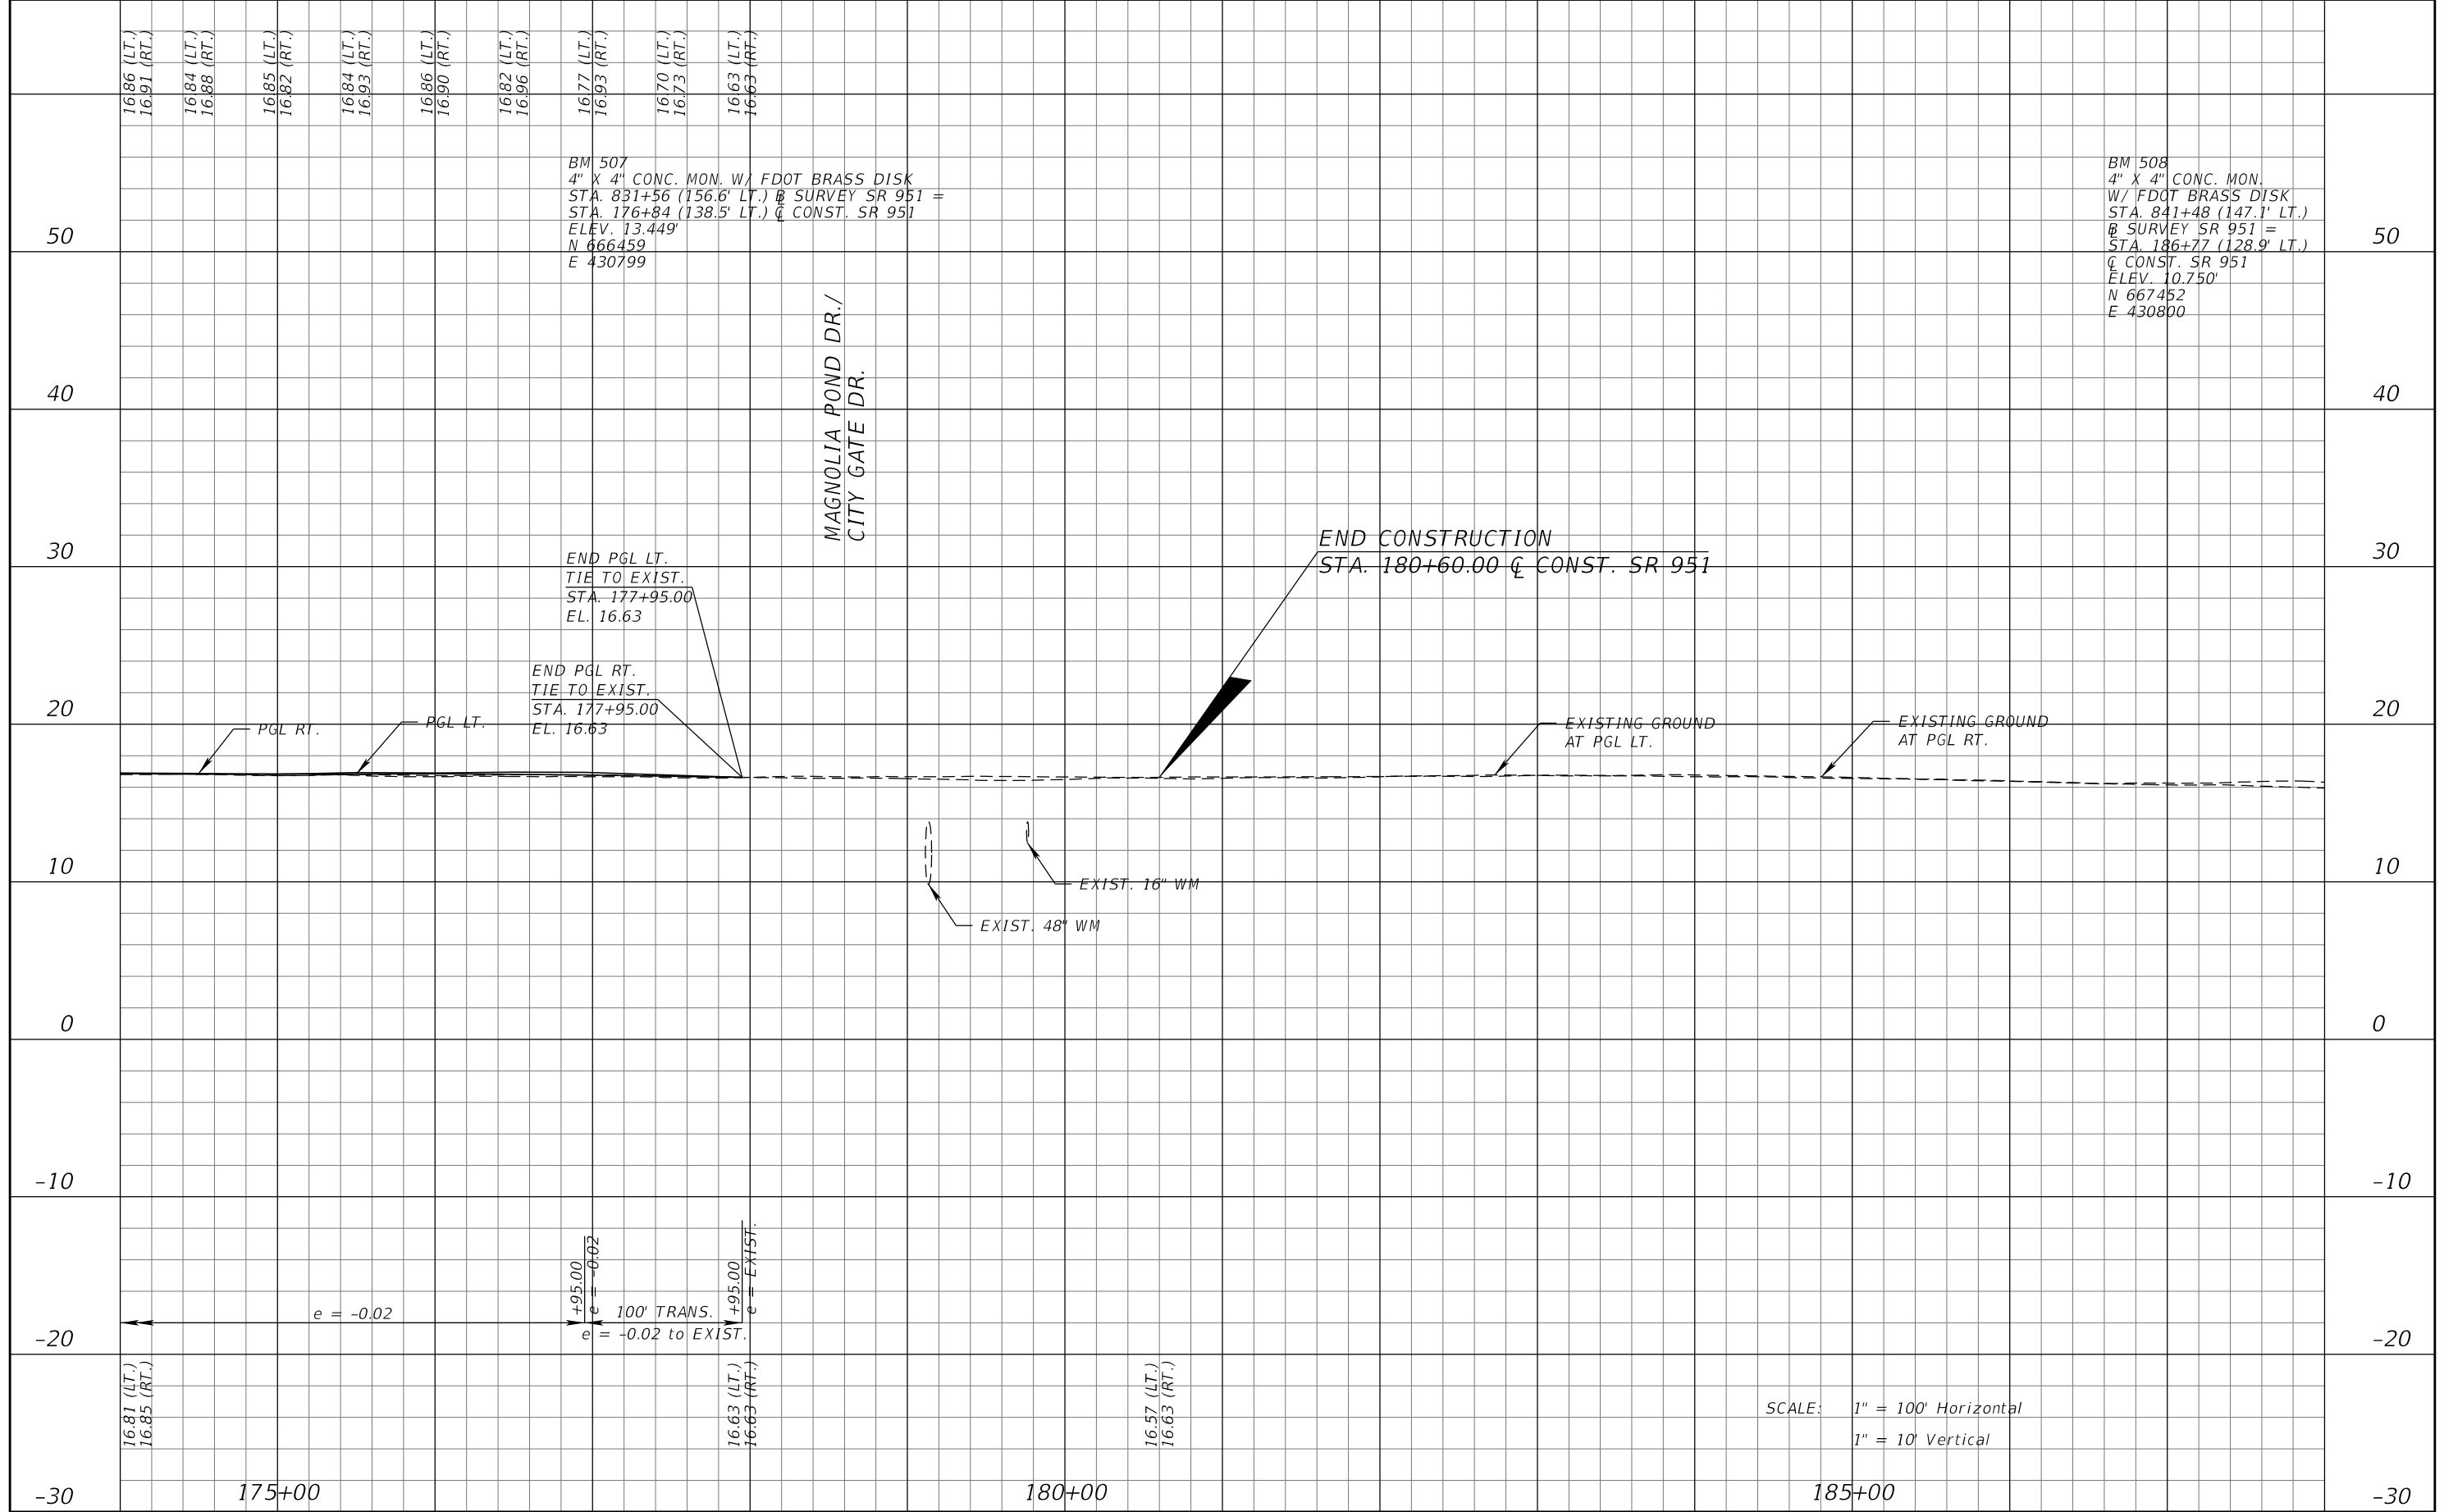 16.86 (LT.)
16.91 (RT.)
16.84 (LT.)
16.88 (RT.)
16.85 (LT.)
16.82 (RT.)
16.84 (LT.)
16.93 (RT.)
16.86 (LT.)
16.90 (RT.)
16.82 (LT.)
16.96 (RT.)
16.77 (LT.)
16.93 (RT.)
16.70 (LT.)
16.73 (RT.)
16.63 (LT.)
16.63 (RT.)
BM 507
4" X 4" CONC. MON. W/ FDOT BRASS DISK
STA. 831+56 (156.6' LT.) BL SURVEY SR 951 =
STA. 176+84 (138.5' LT.) CL CONST. SR 951
ELEV. 13.449'
N 666459
E 430799
BM 508
4" X 4" CONC. MON.
W/ FDOT BRASS DISK
STA. 841+48 (147.1' LT.)
BL SURVEY SR 951 =
STA. 186+77 (128.9' LT.)
CL CONST. SR 951
ELEV. 10.750'
N 667452
E 430800
50
50
40
40
MAGNOLIA POND DR./
CITY GATE DR.
30
30
END CONSTRUCTION
STA. 180+60.00 CL CONST. SR 951
END PGL LT.
TIE TO EXIST.
STA. 177+95.00
EL. 16.63
END PGL RT.
TIE TO EXIST.
STA. 177+95.00
EL. 16.63
20
20
PGL RT.
PGL LT.
EXISTING GROUND
AT PGL LT.
EXISTING GROUND
AT PGL RT.
10
10
EXIST. 16" WM
EXIST. 48" WM
0
0
-10
-10
+95.00
e = -0.02
+95.00
e = EXIST.
e = -0.02
100' TRANS.
e = -0.02 to EXIST.
-20
-20
16.81 (LT.)
16.85 (RT.)
16.63 (LT.)
16.63 (RT.)
16.57 (LT.)
16.63 (RT.)
SCALE: 1" = 100' Horizontal
1" = 10' Vertical
-30
175+00
180+00
185+00
-30